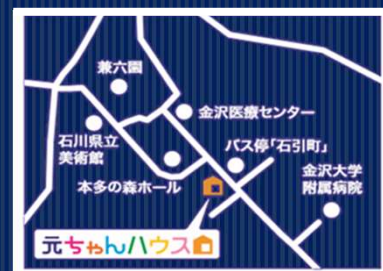 兼六園
金沢医療センター
石川県立
美術館
バス停「石引町」
本多の森ホール
金沢大学
附属病院
元ちゃんハウス